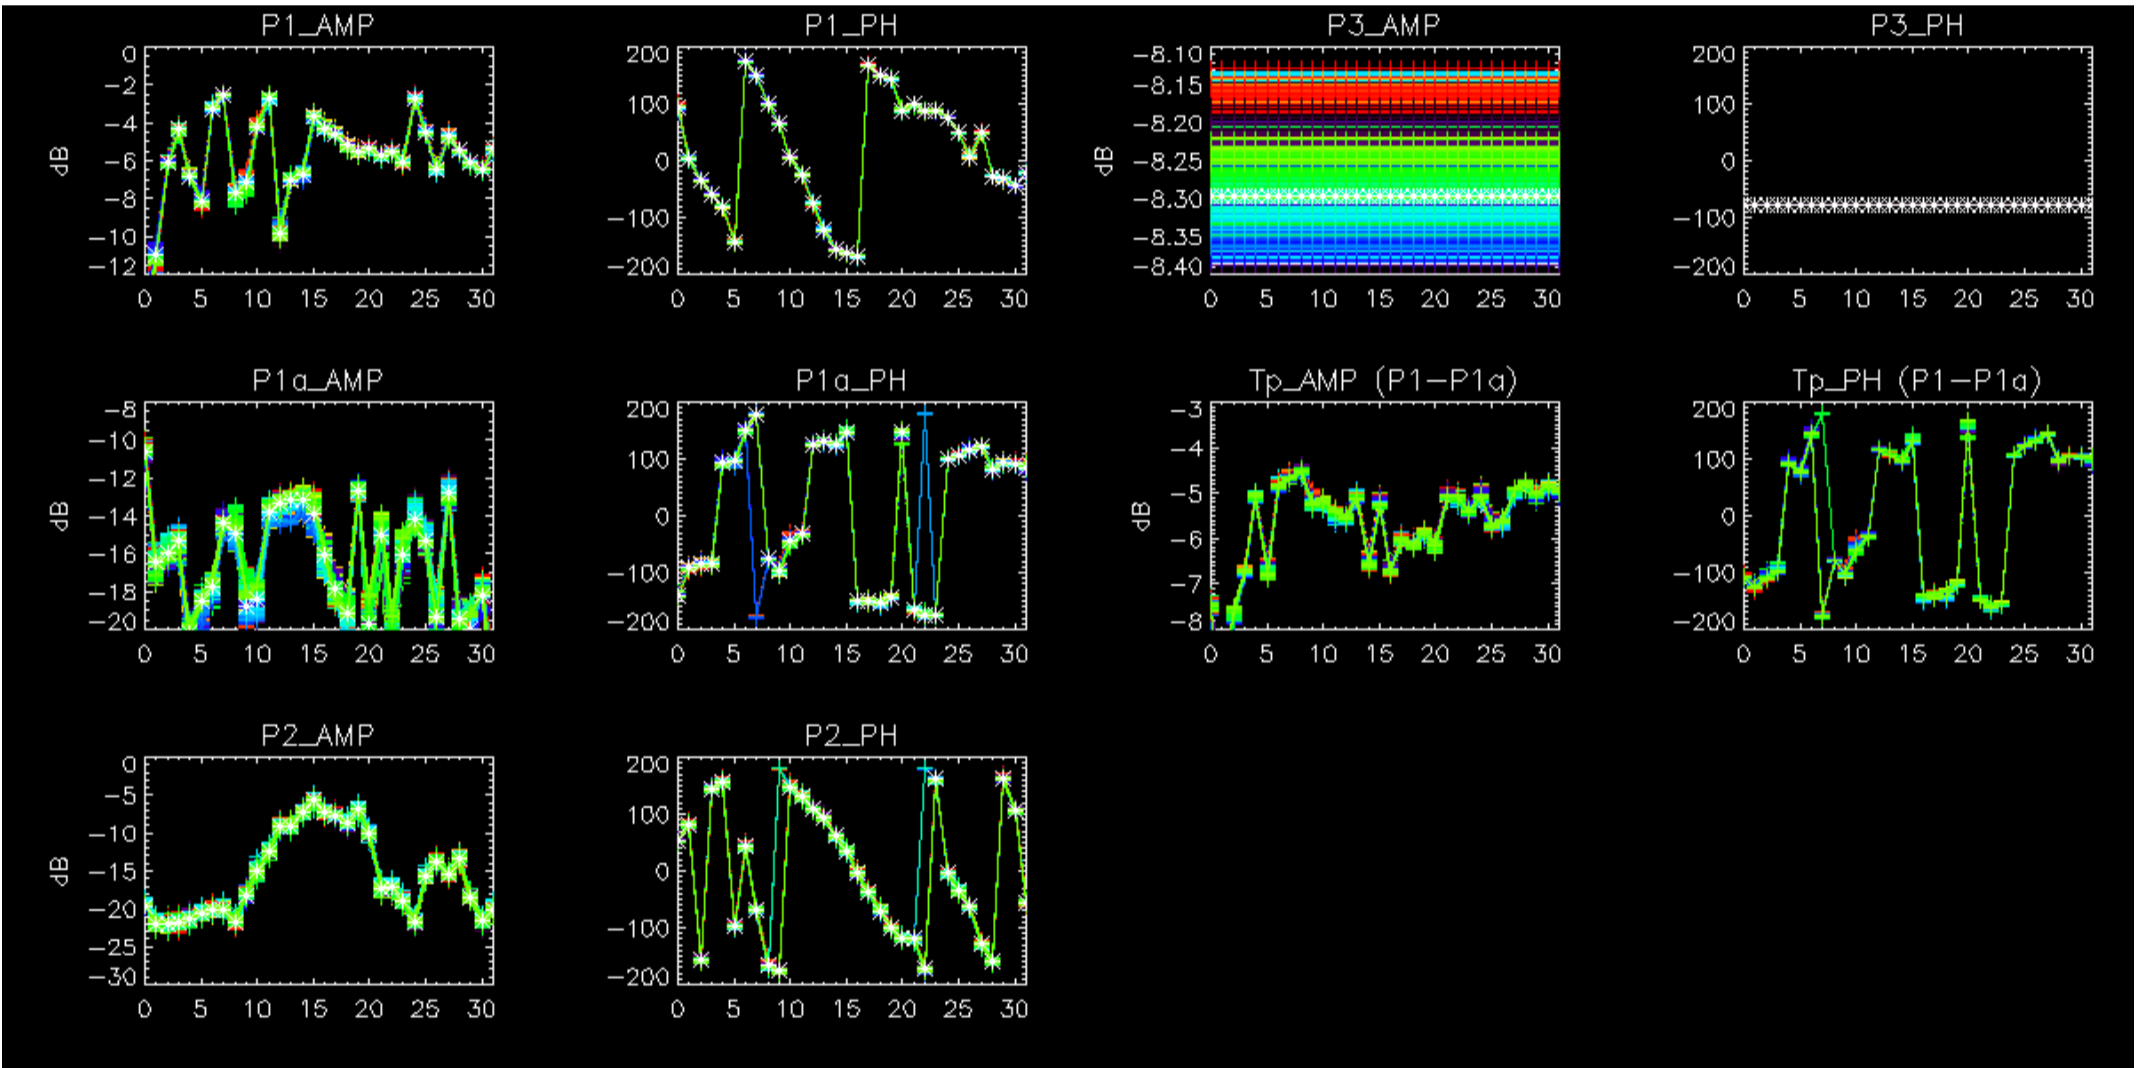 P1_AMP
P1_PH
P3_AMP
P3_PH
0
−2
−4
−6
−8
−10
−12
dB
0 5 10 15 20 25 30
200
100
0
−100
−200
0 5 10 15 20 25 30
−8.10
−8.15
−8.20
−8.25
−8.30
−8.35
−8.40
dB
0 5 10 15 20 25 30
200
100
0
−100
−200
0 5 10 15 20 25 30
P1a_AMP
P1a_PH
Tp_AMP (P1−P1a)
Tp_PH (P1−P1a)
−8
−10
−12
−14
−16
−18
−20
dB
0 5 10 15 20 25 30
200
100
0
−100
−200
0 5 10 15 20 25 30
−3
−4
−5
−6
−7
−8
dB
0 5 10 15 20 25 30
200
100
0
−100
−200
0 5 10 15 20 25 30
P2_AMP
P2_PH
0
−5
−10
−15
−20
−25
−30
dB
0 5 10 15 20 25 30
200
100
0
−100
−200
0 5 10 15 20 25 30